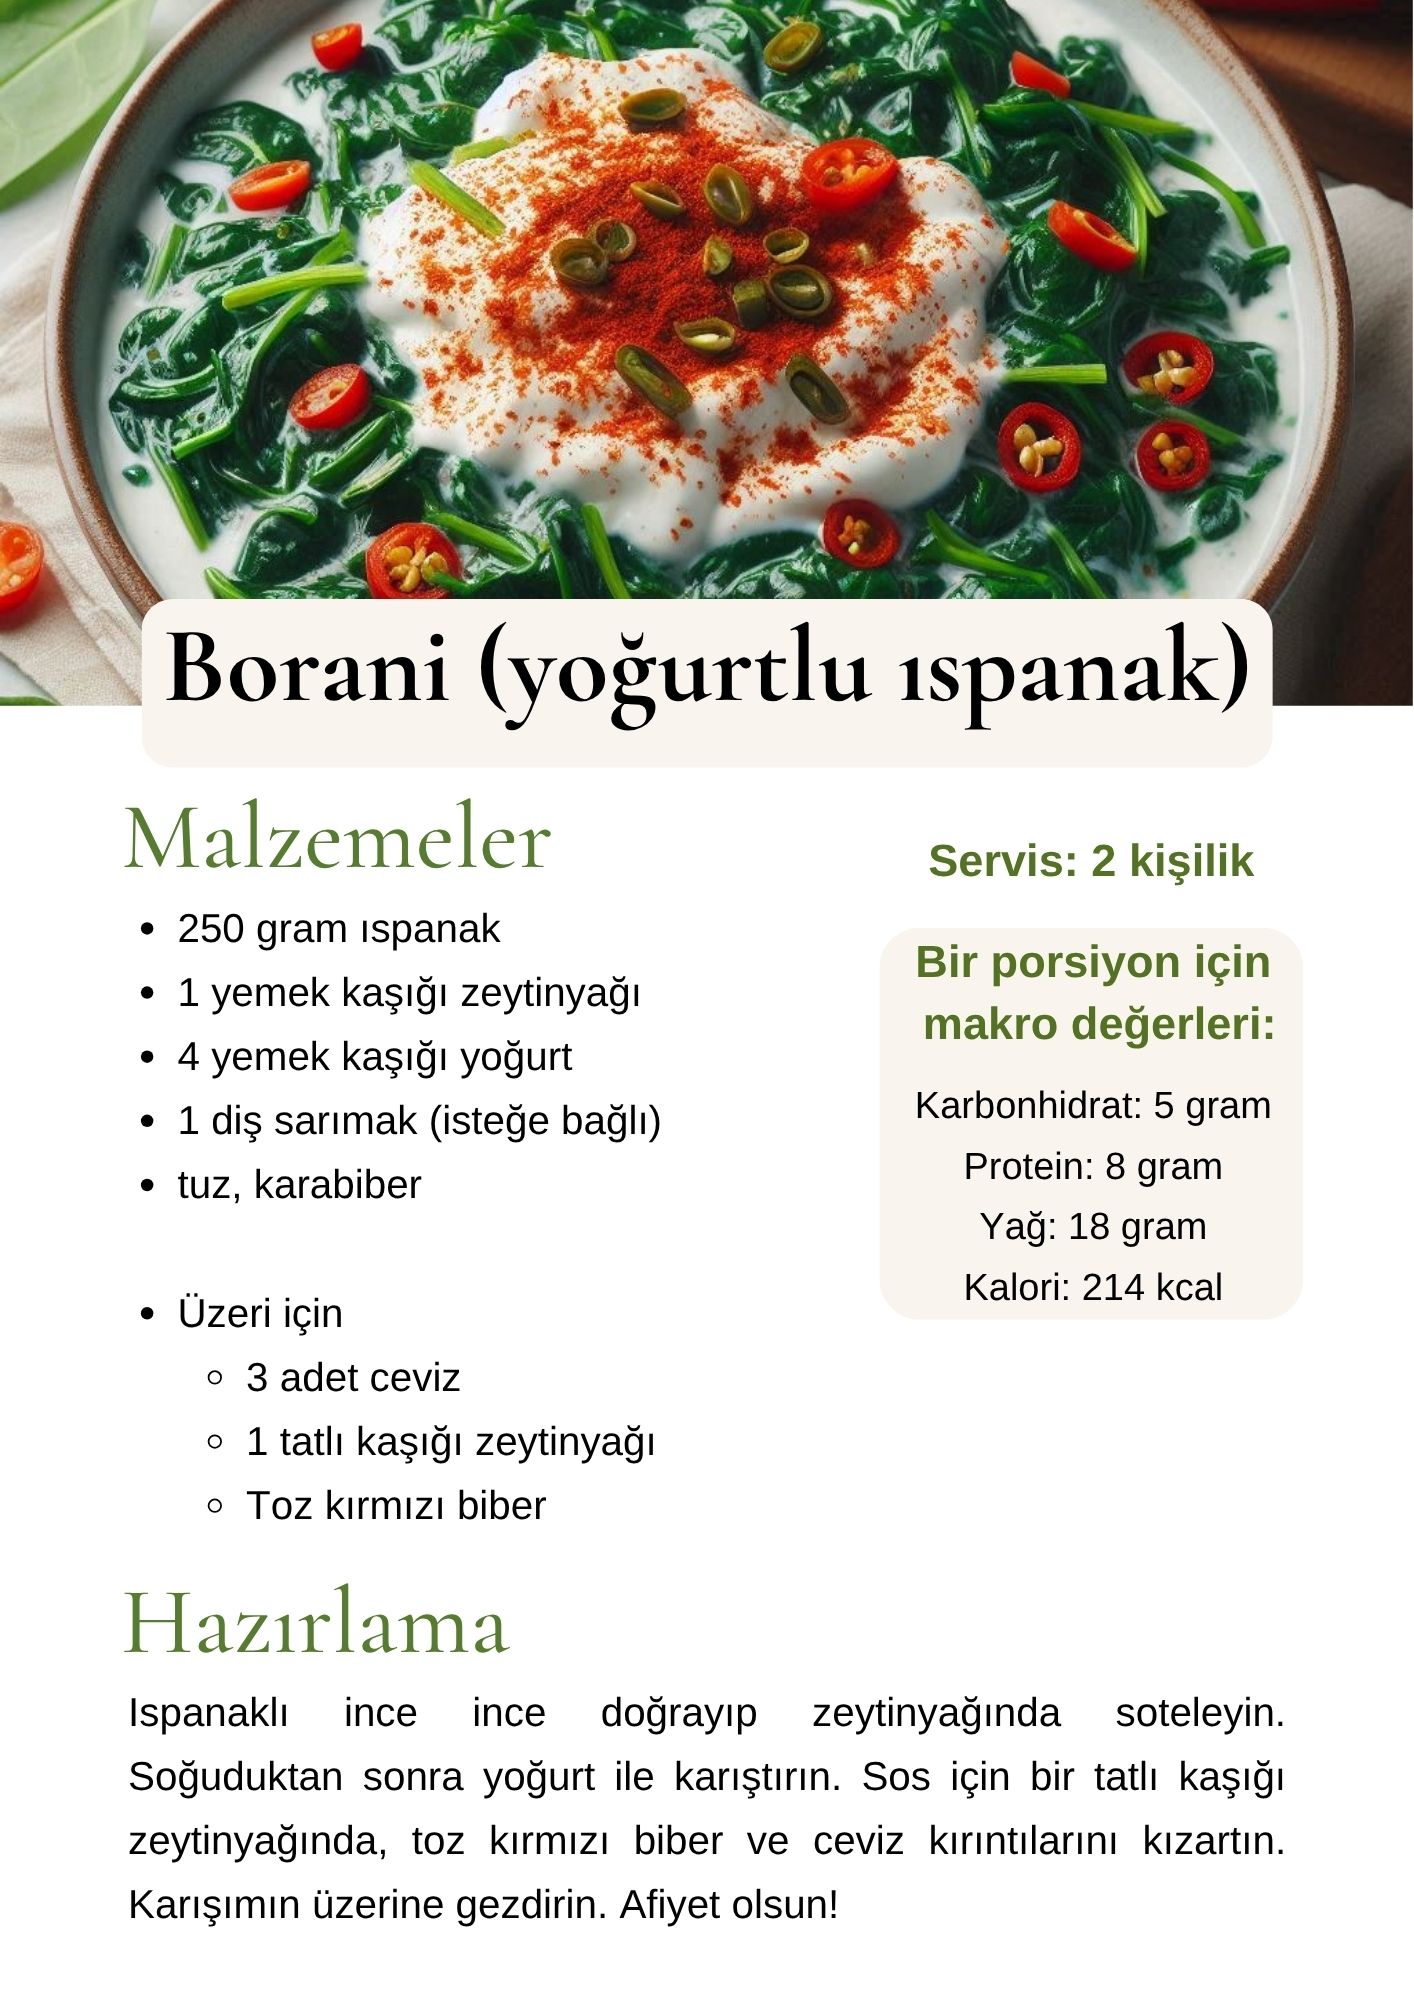 Borani (yoğurtlu ıspanak)
Malzemeler
250 gram ıspanak
1 yemek kaşığı zeytinyağı
4 yemek kaşığı yoğurt
1 diş sarımak (isteğe bağlı)
tuz, karabiber
Üzeri için
3 adet ceviz
1 tatlı kaşığı zeytinyağı
Toz kırmızı biber
Servis: 2 kişilik
Bir porsiyon için
makro değerleri:
Karbonhidrat: 5 gram
Protein: 8 gram
Yağ: 18 gram
Kalori: 214 kcal
Hazırlama
Ispanaklı ince ince doğrayıp zeytinyağında soteleyin.
Soğuduktan sonra yoğurt ile karıştırın. Sos için bir tatlı kaşığı
zeytinyağında, toz kırmızı biber ve ceviz kırıntılarını kızartın.
Karışımın üzerine gezdirin. Afiyet olsun!